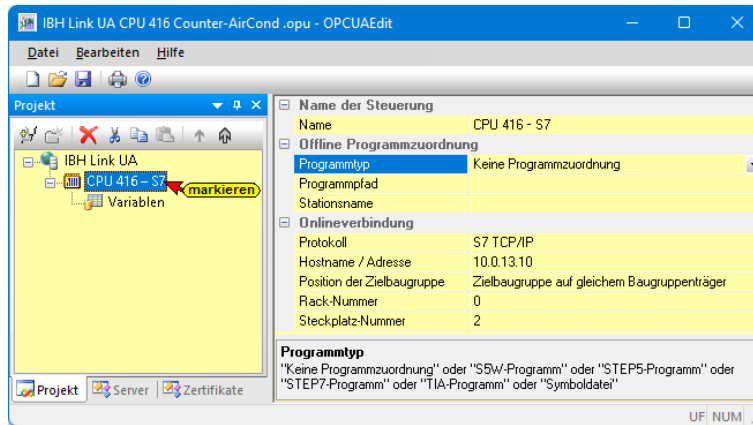 IBH Link UA CPU 416 Counter-AirCond .opu - OPCUAEdit
Datei Bearbeiten Hilfe
Projekt
IBH Link UA
CPU 416 – S7
markieren
Variablen
Projekt Server Zertifikate
Name der Steuerung
Name CPU 416 - S7
Offline Programmzuordnung
Programmtyp Keine Programmzuordnung
Programmpfad
Stationsname
Onlineverbindung
Protokoll S7 TCP/IP
Hostname / Adresse 10.0.13.10
Position der Zielbaugruppe Zielbaugruppe auf gleichem Baugruppenträger
Rack-Nummer 0
Steckplatz-Nummer 2
Programmtyp
"Keine Programmzuordnung" oder "S5W-Programm" oder "STEP5-Programm" oder
"STEP7-Programm" oder "TIA-Programm" oder "Symboldatei"
UF NUM